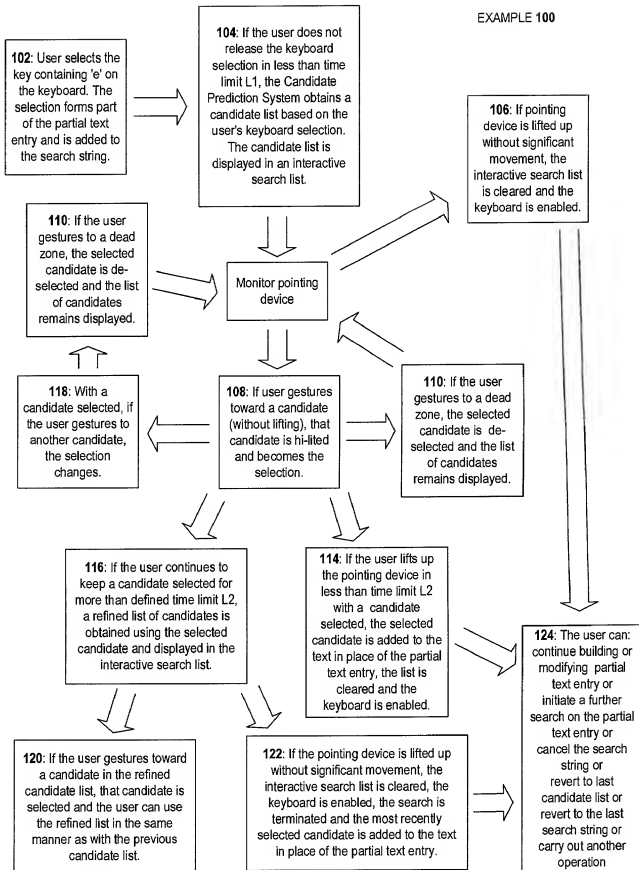 EXAMPLE 100
102: User selects the
key containing 'e' on
the keyboard. The
selection forms part
of the partial text
entry and is added to
the search string.
104: If the user does not
release the keyboard
selection in less than time
limit L1, the Candidate
Prediction System obtains a
candidate list based on the
user's keyboard selection.
The candidate list is
displayed in an interactive
search list.
106: If pointing
device is lifted up
without significant
movement, the
interactive search list
is cleared and the
keyboard is enabled.
110: If the user
gestures to a dead
zone, the selected
candidate is de-
selected and the list
of candidates
remains displayed.
Monitor pointing
device
118: With a
candidate selected, if
the user gestures to
another candidate,
the selection
changes.
108: If user gestures
toward a candidate
(without lifting), that
candidate is hi-lited
and becomes the
selection.
110: If the user
gestures to a dead
zone, the selected
candidate is de-
selected and the list
of candidates
remains displayed.
116: If the user continues to
keep a candidate selected for
more than defined time limit L2,
a refined list of candidates is
obtained using the selected
candidate and displayed in the
interactive search list.
114: If the user lifts up
the pointing device in
less than time limit L2
with a candidate
selected, the selected
candidate is added to the
text in place of the partial
text entry, the list is
cleared and the
keyboard is enabled.
124: The user can:
continue building or
modifying partial
text entry or
initiate a further
search on the partial
text entry or
cancel the search
string or
revert to last
candidate list or
revert to the last
search string or
carry out another
operation
120: If the user gestures toward
a candidate in the refined
candidate list, that candidate is
selected and the user can use
the refined list in the same
manner as with the previous
candidate list.
122: If the pointing device is lifted up
without significant movement, the
interactive search list is cleared, the
keyboard is enabled, the search is
terminated and the most recently
selected candidate is added to the text
in place of the partial text entry.